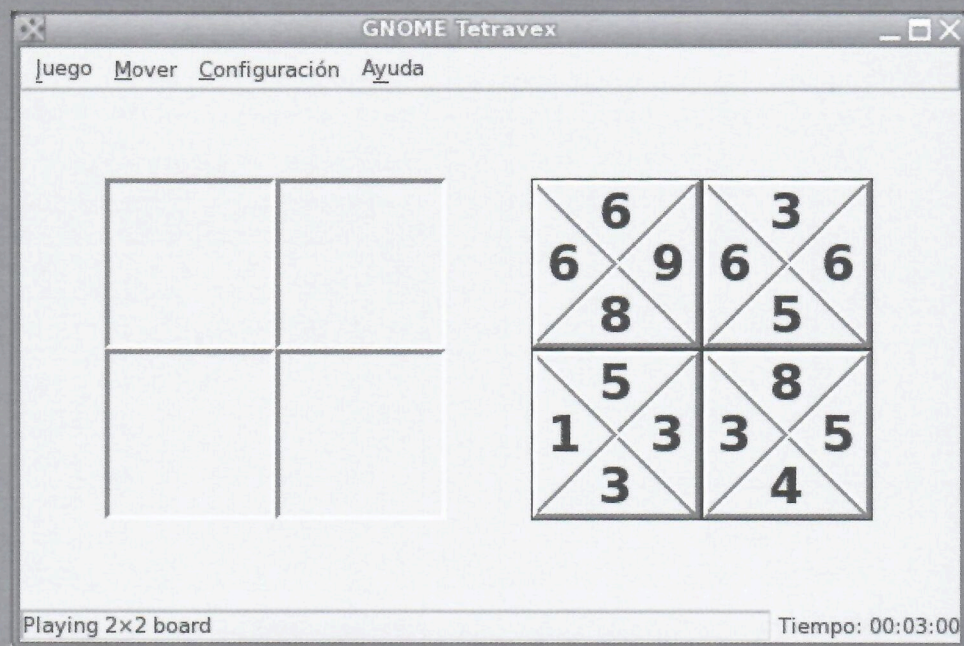 GNOME Tetravex
Juego Mover Configuración Ayuda
6 3
6 9 6 6
8 5
5 8
1 3 3 5
3 4
Playing 2×2 board Tiempo: 00:03:00